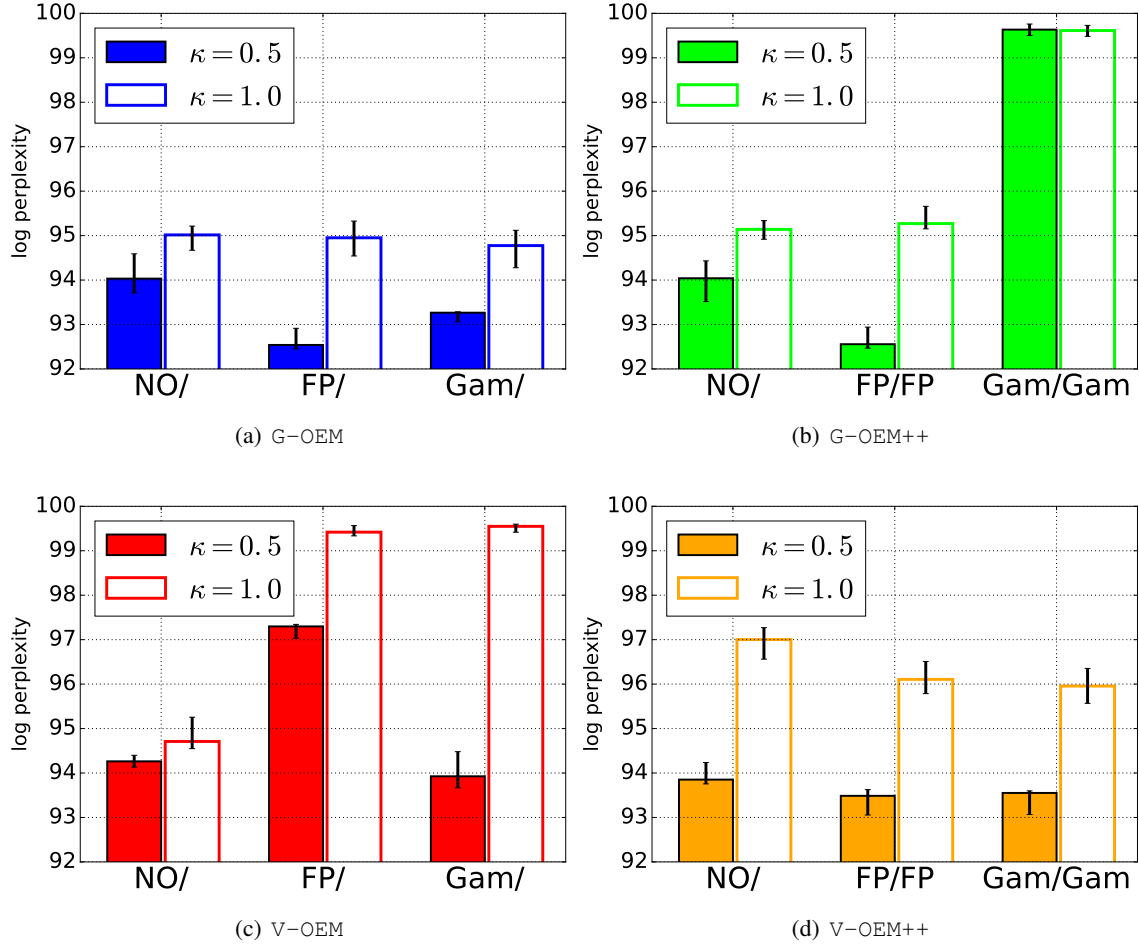 100
99
98
97
96
95
94
93
92
log perplexity
κ = 0.5
κ = 1.0
NO/ FP/ Gam/
(a) G-OEM
100
99
98
97
96
95
94
93
92
log perplexity
κ = 0.5
κ = 1.0
NO/ FP/FP Gam/Gam
(b) G-OEM++
100
99
98
97
96
95
94
93
92
log perplexity
κ = 0.5
κ = 1.0
NO/ FP/ Gam/
(c) V-OEM
100
99
98
97
96
95
94
93
92
log perplexity
κ = 0.5
κ = 1.0
NO/ FP/FP Gam/Gam
(d) V-OEM++